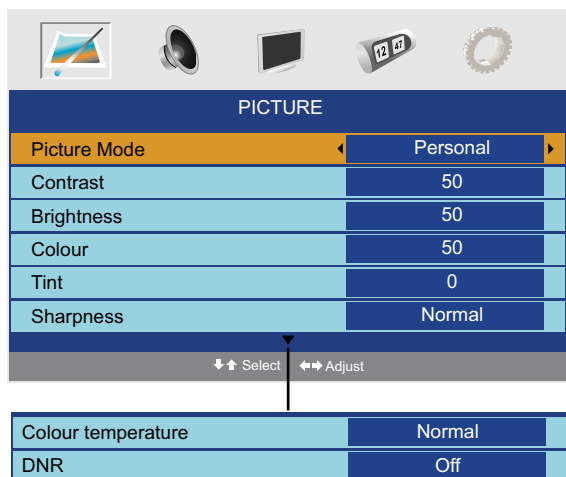 12 47
PICTURE
Picture Mode Personal
Contrast 50
Brightness 50
Colour 50
Tint 0
Sharpness Normal
Select Adjust
Colour temperature Normal
DNR Off